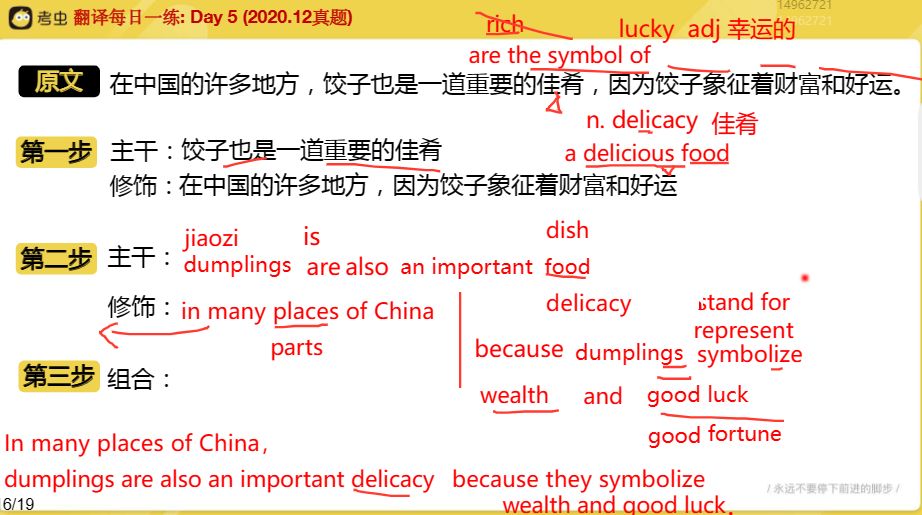 考虫 翻译每日一练: Day 5 (2020.12真题)
14962721
14962721
rich
lucky adj 幸运的
are the symbol of
原文 在中国的许多地方，饺子也是一道重要的佳肴，因为饺子象征着财富和好运。
n. delicacy 佳肴
a delicious food
第一步 主干：饺子也是一道重要的佳肴
修饰：在中国的许多地方，因为饺子象征着财富和好运
jiaozi is dish
第二步 主干： dumplings are also an important food
delicacy
修饰： in many places of China
parts
stand for
represent
because dumplings symbolize
wealth and good luck
good fortune
第三步 组合：
In many places of China,
dumplings are also an important delicacy because they symbolize
wealth and good luck.
6/19
/ 永远不要停下前进的脚步 /